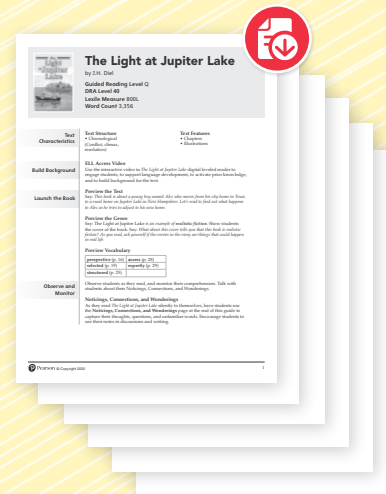 The Light at Jupiter Lake
by J.H. Diel
Guided Reading Level Q
DRA Level 40
Lexile Measure 800L
Word Count 3,356
Text
Characteristics
Text Structure
• Chronological
(Conflict, climax,
resolution)
Text Features
• Chapters
• Illustrations
Build Background
ELL Access Video
Use the interactive video in The Light at Jupiter Lake digital leveled reader to
engage students, to support language development, to activate prior knowledge,
and to build background for the text.
Launch the Book
Preview the Text
Say: This book is about a young boy named Alec who moves from his city home in Texas
to a rural home on Jupiter Lake in New Hampshire. Let's read to find out what happens
to Alec as he tries to adjust to his new home.
Preview the Genre
Say: The Light at Jupiter Lake is an example of realistic fiction. Show students
the cover of the book. Say: What about this cover tells you that this book is realistic
fiction? As you read, ask yourself if the events in the story are things that could happen
in real life.
Preview Vocabulary
perspective (p. 16) access (p. 28)
selected (p. 19) expertly (p. 29)
structured (p. 25)
Observe and
Monitor
Observe students as they read, and monitor their comprehension. Talk with
students about their Noticings, Connections, and Wonderings.
Noticings, Connections, and Wonderings
As they read The Light at Jupiter Lake silently to themselves, have students use
the Noticings, Connections, and Wonderings page at the end of this guide to
capture their thoughts, questions, and unfamiliar words. Encourage students to
use their notes in discussions and writing.
Pearson © Copyright 2020
1